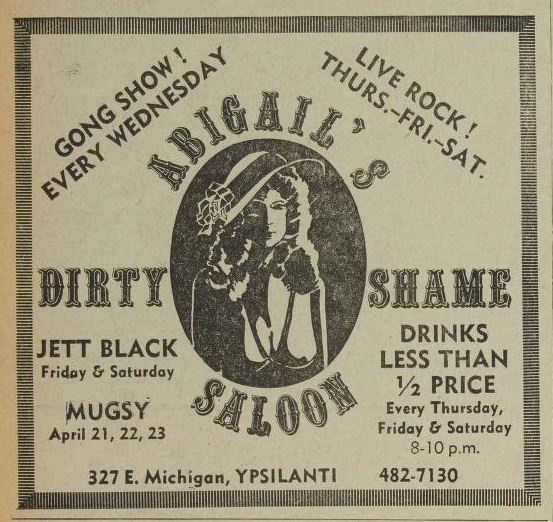 GONG SHOW!
EVERY WEDNESDAY
LIVE ROCK!
THURS.-FRI.-SAT.
ABIGAIL'S
DIRTY SHAME
SALOON
JETT BLACK
Friday & Saturday
MUGSY
April 21, 22, 23
DRINKS
LESS THAN
½ PRICE
Every Thursday,
Friday & Saturday
8-10 p.m.
327 E. Michigan, YPSILANTI 482-7130